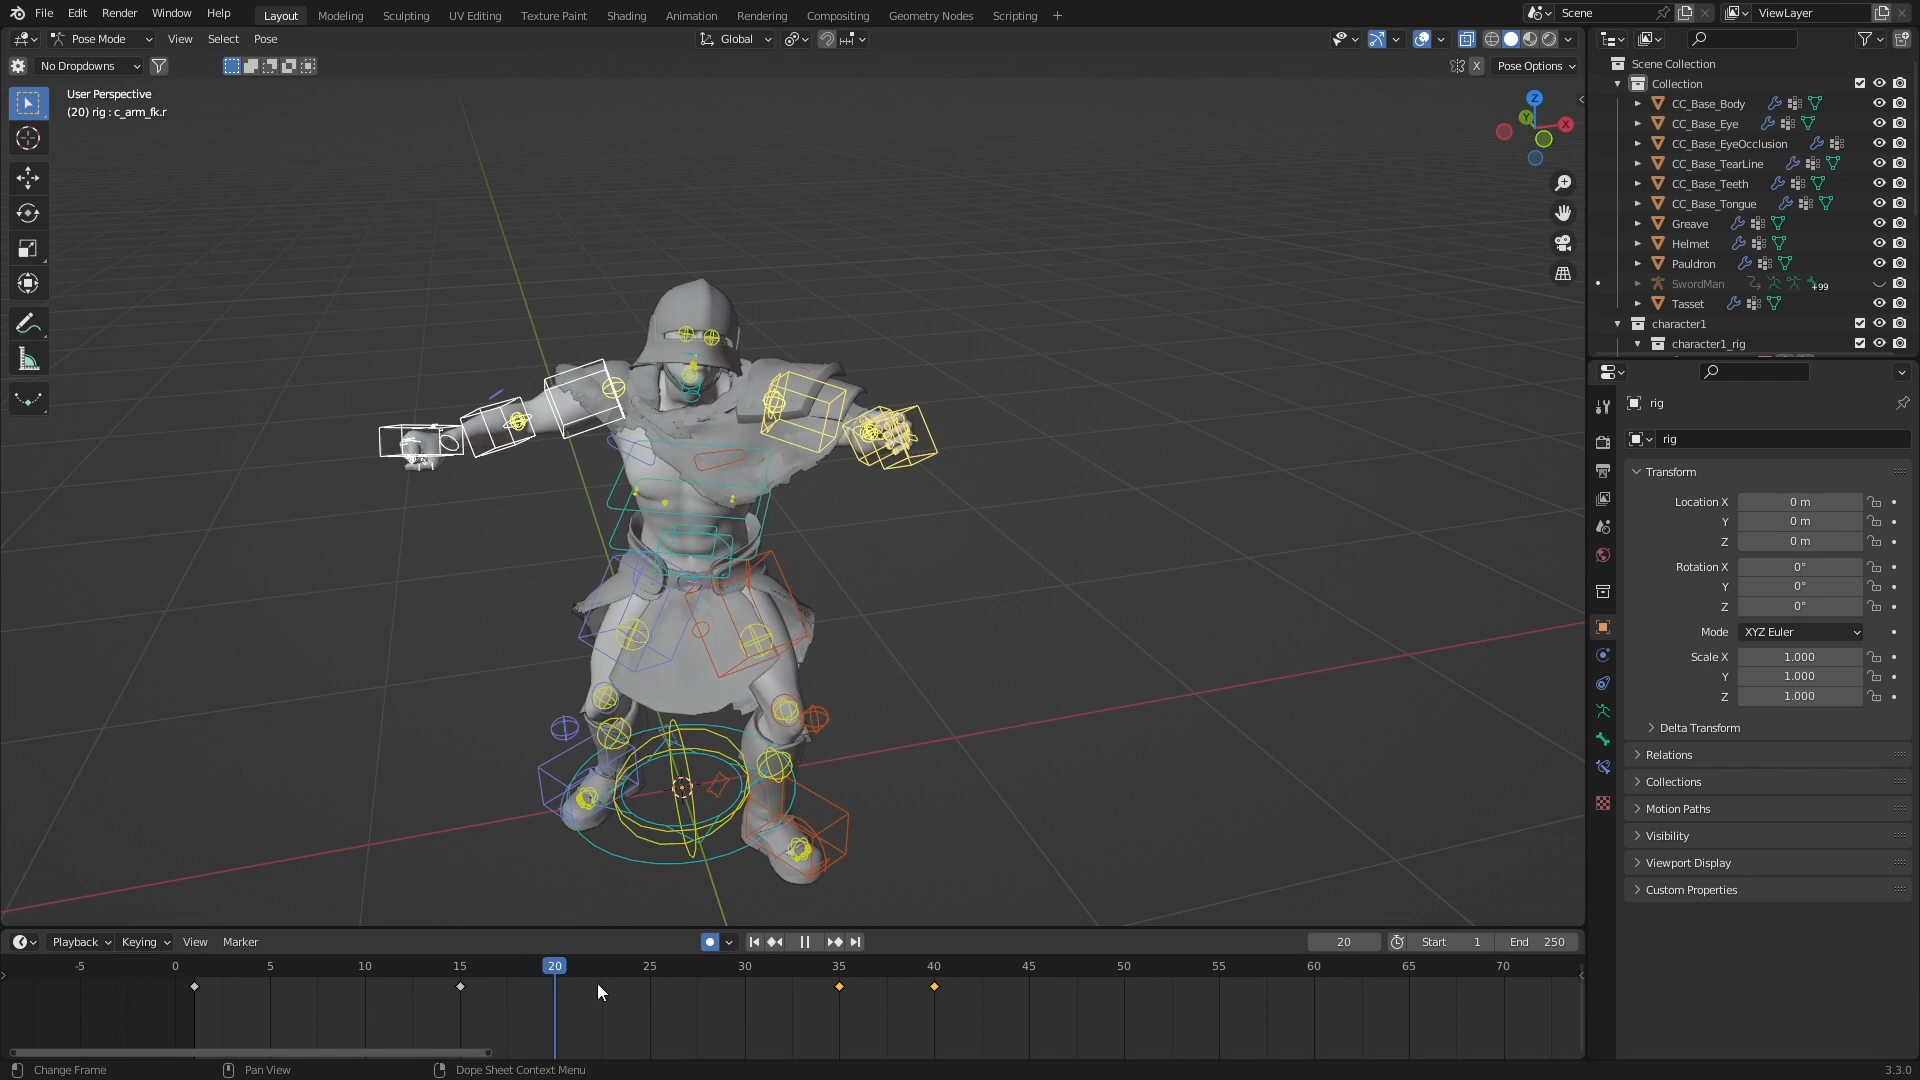 File Edit Render Window Help
Layout Modeling Sculpting UV Editing Texture Paint Shading Animation Rendering Compositing Geometry Nodes Scripting +
Scene
ViewLayer
Pose Mode View Select Pose
Global
No Dropdowns
X Pose Options
User Perspective
(20) rig : c_arm_fk.r
Z
Y
X
Scene Collection
Collection
CC_Base_Body
CC_Base_Eye
CC_Base_EyeOcclusion
CC_Base_TearLine
CC_Base_Teeth
CC_Base_Tongue
Greave
Helmet
Pauldron
SwordMan +99
Tasset
character1
character1_rig
rig
rig
Transform
Location X 0 m
Y 0 m
Z 0 m
Rotation X 0°
Y 0°
Z 0°
Mode XYZ Euler
Scale X 1.000
Y 1.000
Z 1.000
Delta Transform
Relations
Collections
Motion Paths
Visibility
Viewport Display
Custom Properties
Playback Keying View Marker
20 Start 1 End 250
-5 0 5 10 15 20 25 30 35 40 45 50 55 60 65 70
Change Frame Pan View Dope Sheet Context Menu 3.3.0